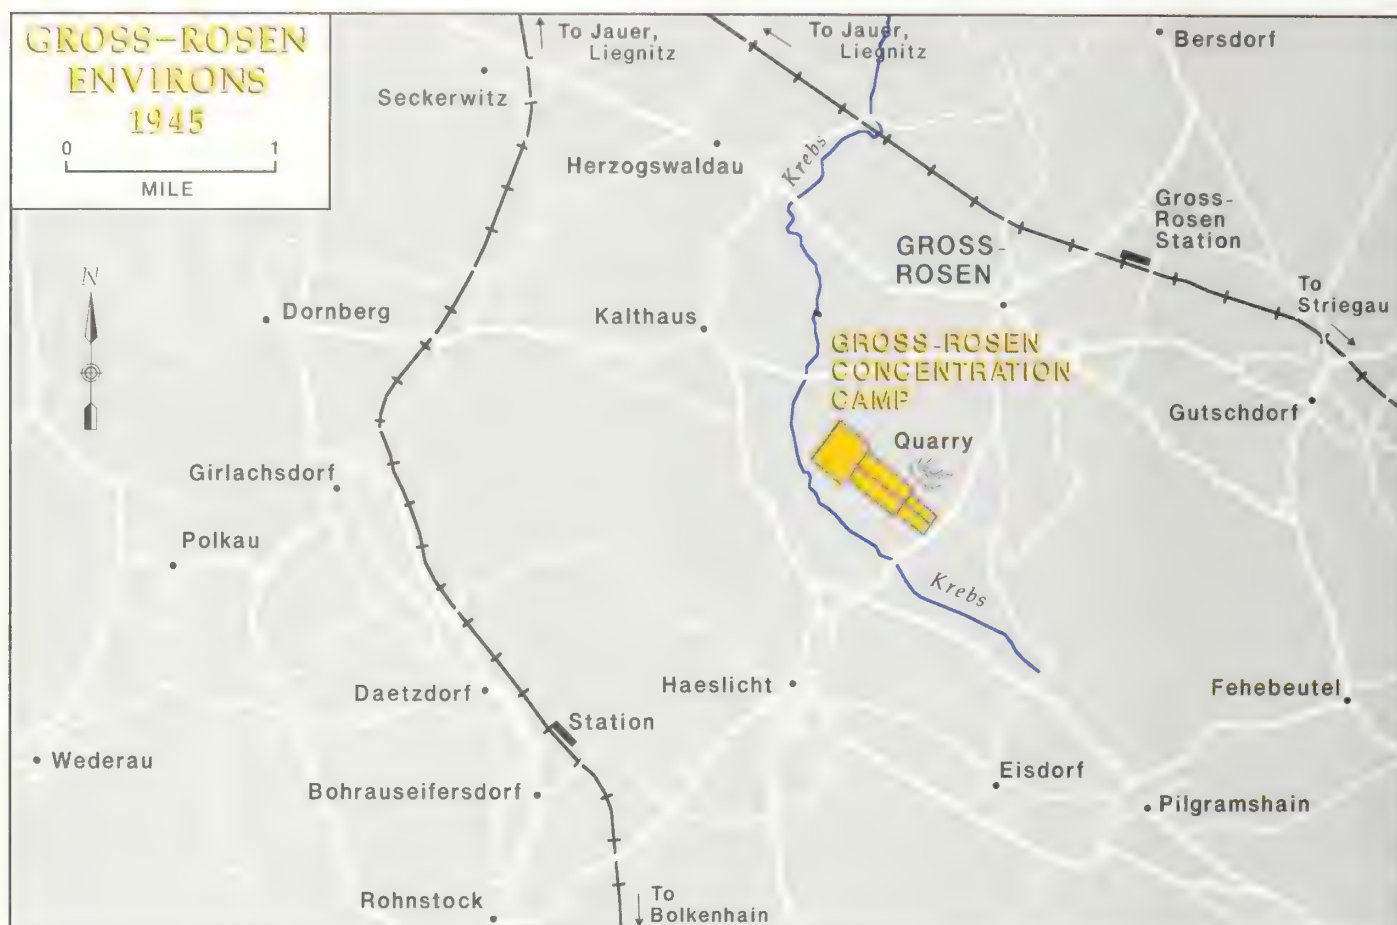 GROSS-ROSEN
ENVIRONS
1945
0 1
MILE
To Jauer,
Liegnitz
To Jauer,
Liegnitz
Bersdorf
Seckerwitz
Herzogswaldau
Krebs
Gross-
Rosen
Station
GROSS-
ROSEN
N
To
Striegau
Dornberg
Kalthaus
GROSS-ROSEN
CONCENTRATION
CAMP
Gutschdorf
Quarry
Girlachsdorf
Polkau
Krebs
Daetzdorf
Haeslicht
Fehebeutel
Station
Wederau
Bohrauseifersdorf
Eisdorf
Pilgramshain
Rohnstock
To
Bolkenhain